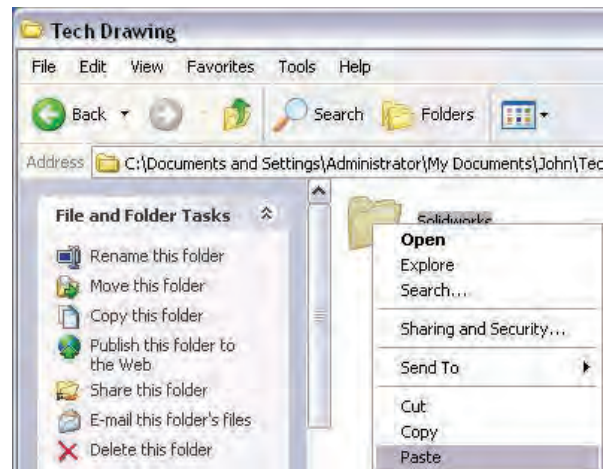 Tech Drawing
File Edit View Favorites Tools Help
Back Search Folders
Address C:\Documents and Settings\Administrator\My Documents\John\Tec
File and Folder Tasks
Rename this folder
Move this folder
Copy this folder
Publish this folder to
the Web
Share this folder
E-mail this folder's files
Delete this folder
Solidworks
Open
Explore
Search...
Sharing and Security...
Send To
Cut
Copy
Paste